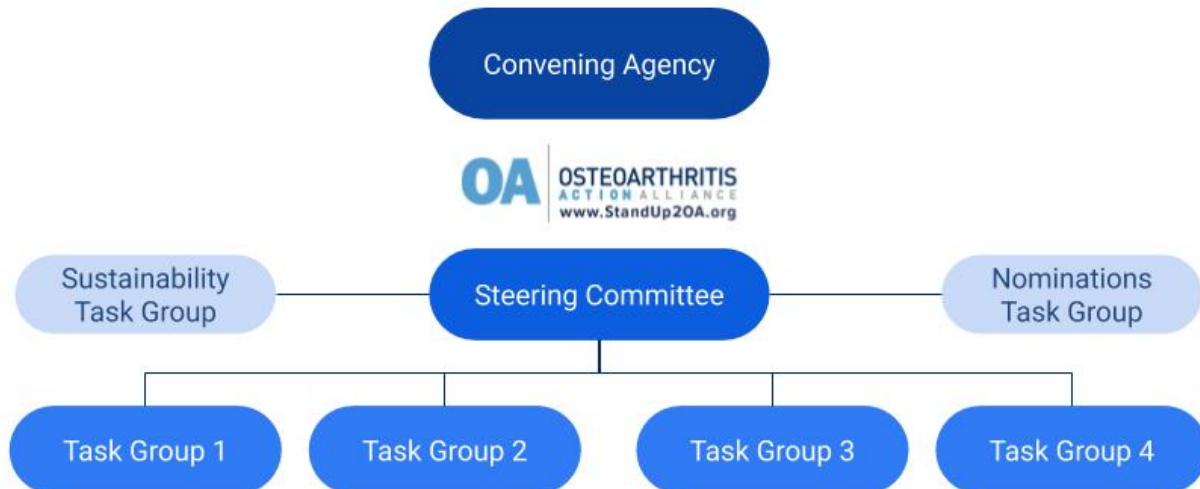 Convening Agency
OA
OSTEOARTHRITIS
ACTION ALLIANCE
www.StandUp2OA.org
Sustainability
Task Group
Steering Committee
Nominations
Task Group
Task Group 1
Task Group 2
Task Group 3
Task Group 4